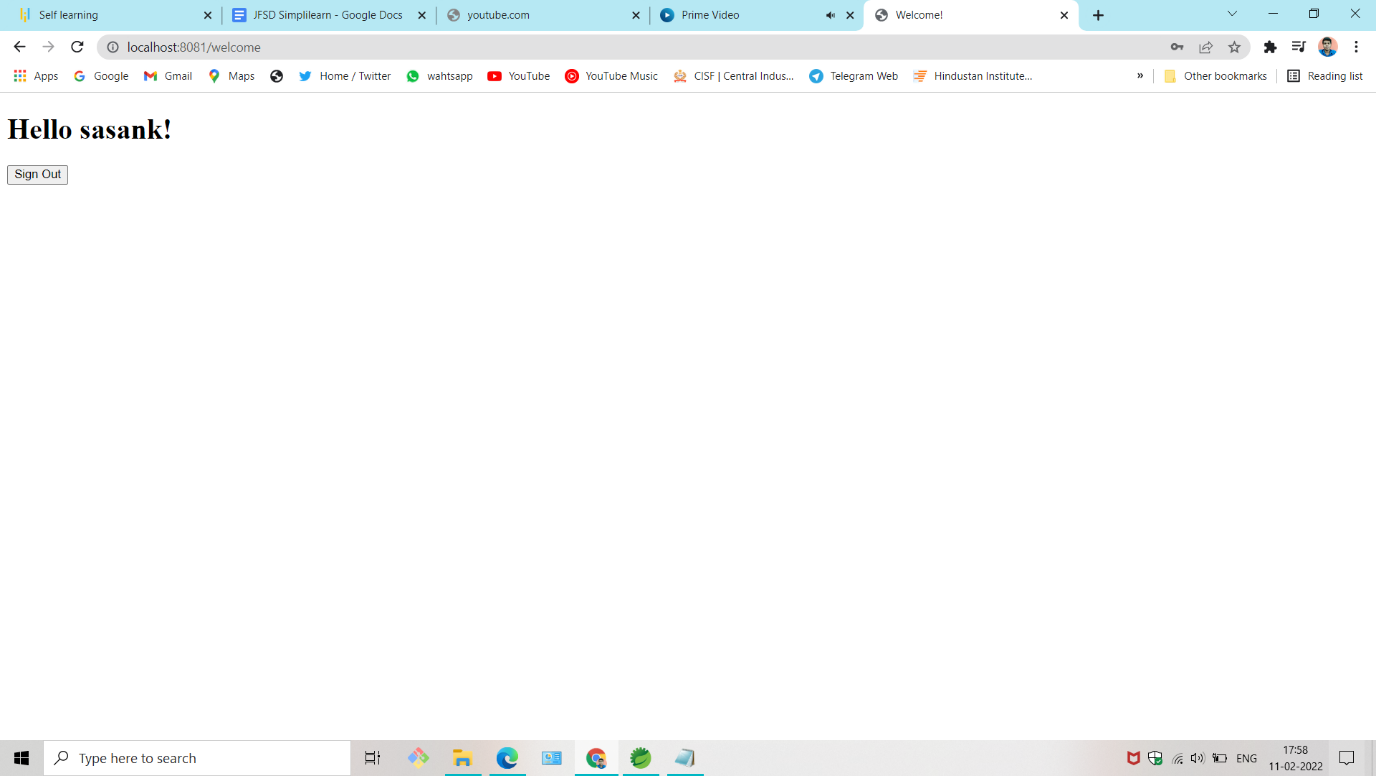 Self learning JFSD Simplilearn - Google Docs youtube.com Prime Video Welcome!
localhost:8081/welcome
Apps Google Gmail Maps Home / Twitter wahtsapp YouTube YouTube Music CISF | Central Indus... Telegram Web Hindustan Institute... » Other bookmarks Reading list
Hello sasank!
Sign Out
Type here to search ENG 17:58
11-02-2022